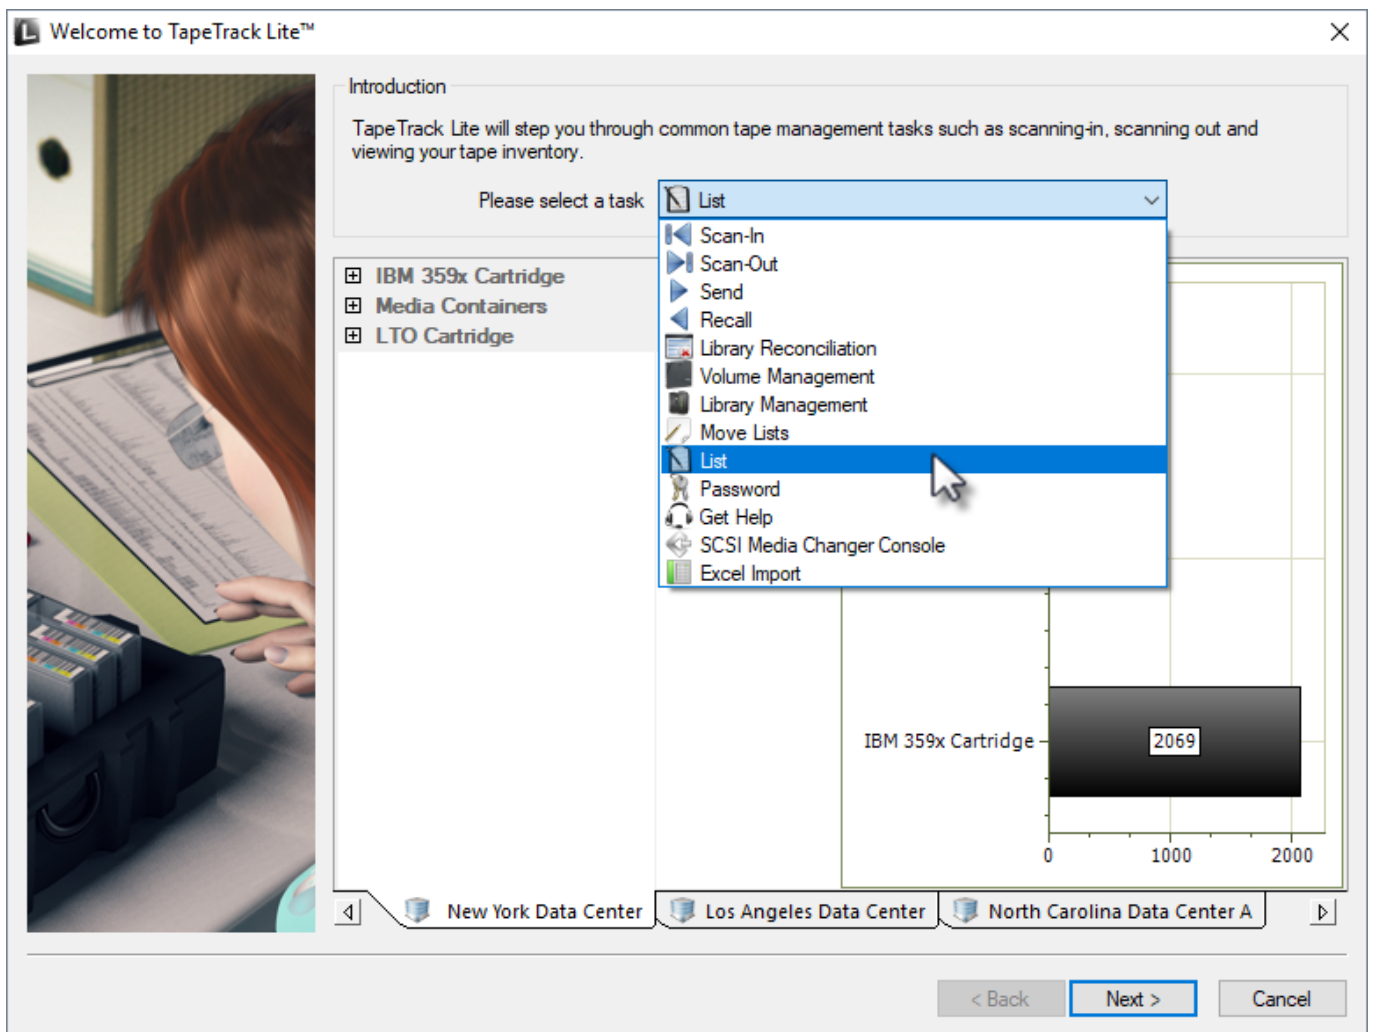 Welcome to TapeTrack Lite™
Introduction
TapeTrack Lite will step you through common tape management tasks such as scanning-in, scanning out and
viewing your tape inventory.
Please select a task
List
Scan-In
Scan-Out
Send
Recall
Library Reconciliation
Volume Management
Library Management
Move Lists
List
Password
Get Help
SCSI Media Changer Console
Excel Import
IBM 359x Cartridge
Media Containers
LTO Cartridge
IBM 359x Cartridge
2069
0 1000 2000
New York Data Center
Los Angeles Data Center
North Carolina Data Center A
< Back
Next >
Cancel